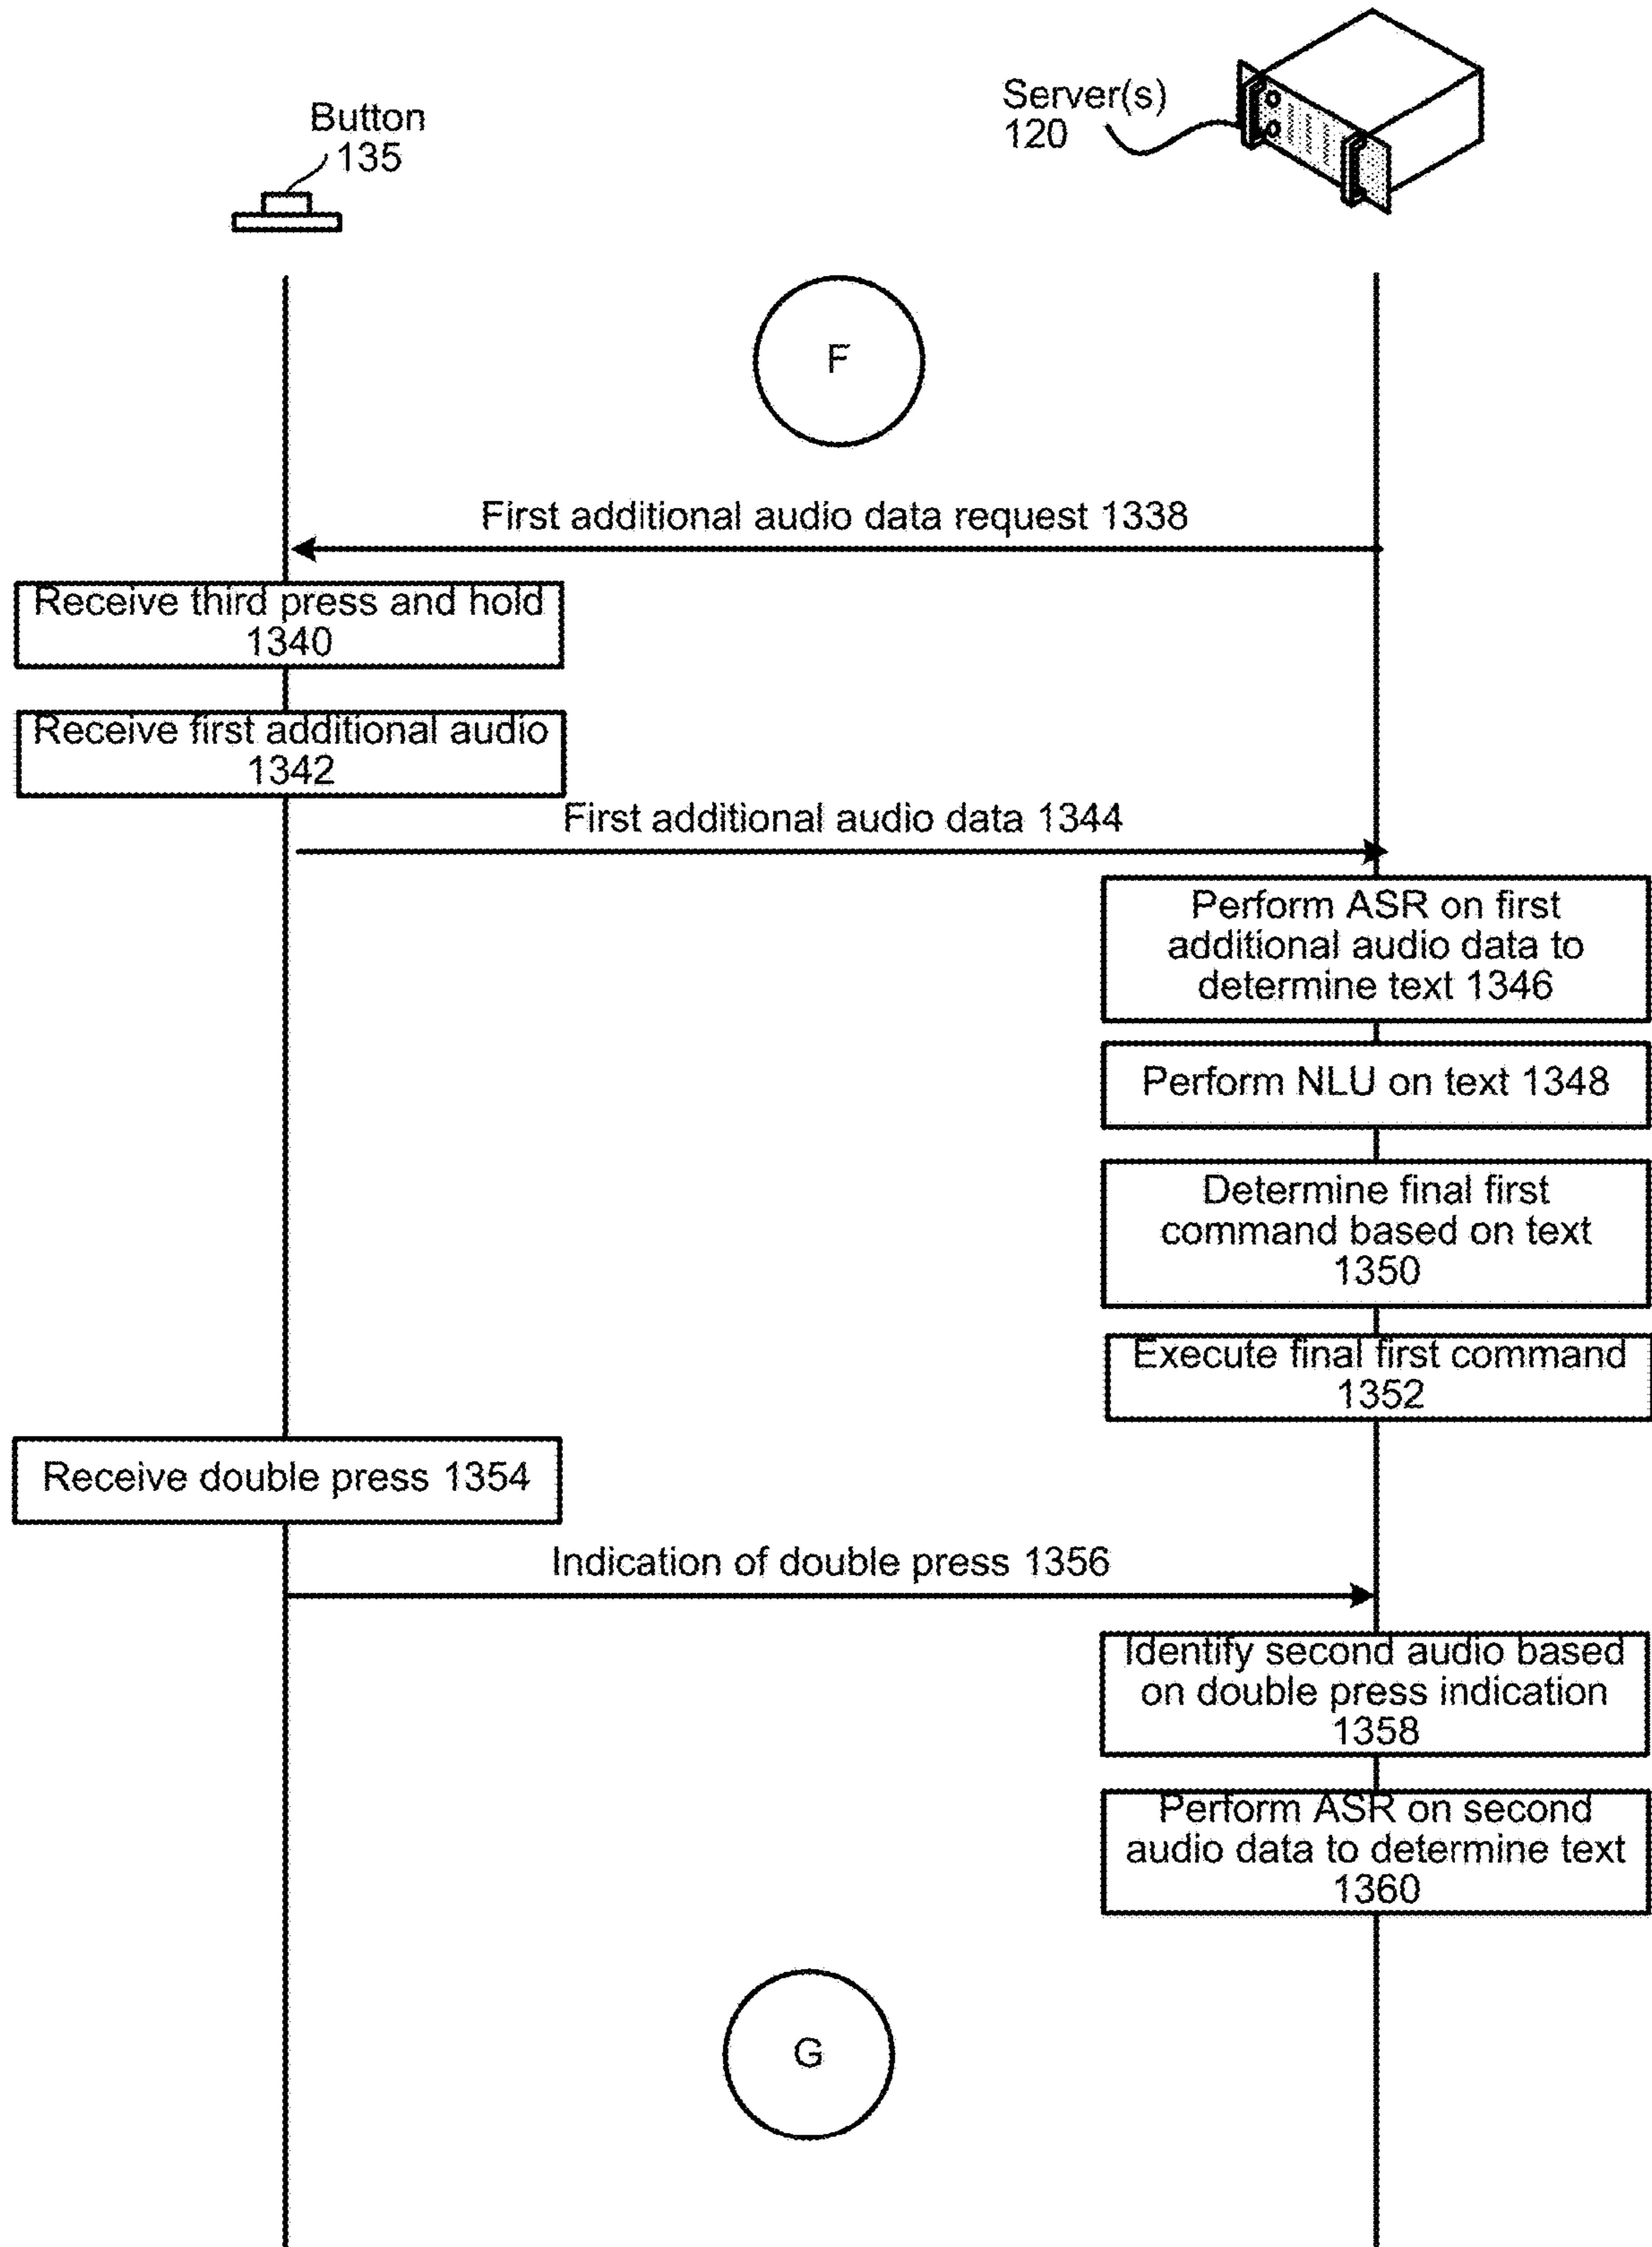 Button
135
Server(s)
120
F
First additional audio data request 1338
Receive third press and hold
1340
Receive first additional audio
1342
First additional audio data 1344
Perform ASR on first
additional audio data to
determine text 1346
Perform NLU on text 1348
Determine final first
command based on text
1350
Execute final first command
1352
Receive double press 1354
Indication of double press 1356
Identify second audio based
on double press indication
1358
Perform ASR on second
audio data to determine text
1360
G